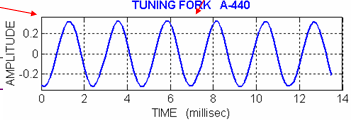 TUNING FORK A-440
AMPLITUDE
0.2
0
-0.2
0 2 4 6 8 10 12 14
TIME (millisec)